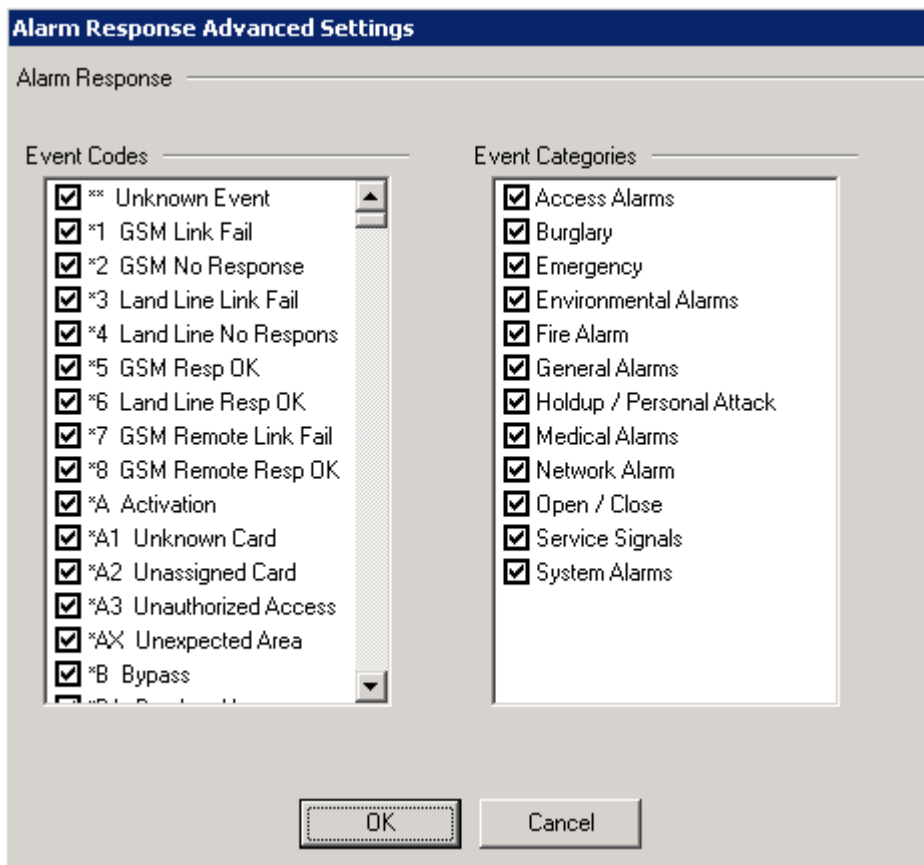 Alarm Response Advanced Settings
Alarm Response
Event Codes
** Unknown Event
*1 GSM Link Fail
*2 GSM No Response
*3 Land Line Link Fail
*4 Land Line No Respons
*5 GSM Resp OK
*6 Land Line Resp OK
*7 GSM Remote Link Fail
*8 GSM Remote Resp OK
*A Activation
*A1 Unknown Card
*A2 Unassigned Card
*A3 Unauthorized Access
*AX Unexpected Area
*B Bypass
Event Categories
Access Alarms
Burglary
Emergency
Environmental Alarms
Fire Alarm
General Alarms
Holdup / Personal Attack
Medical Alarms
Network Alarm
Open / Close
Service Signals
System Alarms
OK
Cancel